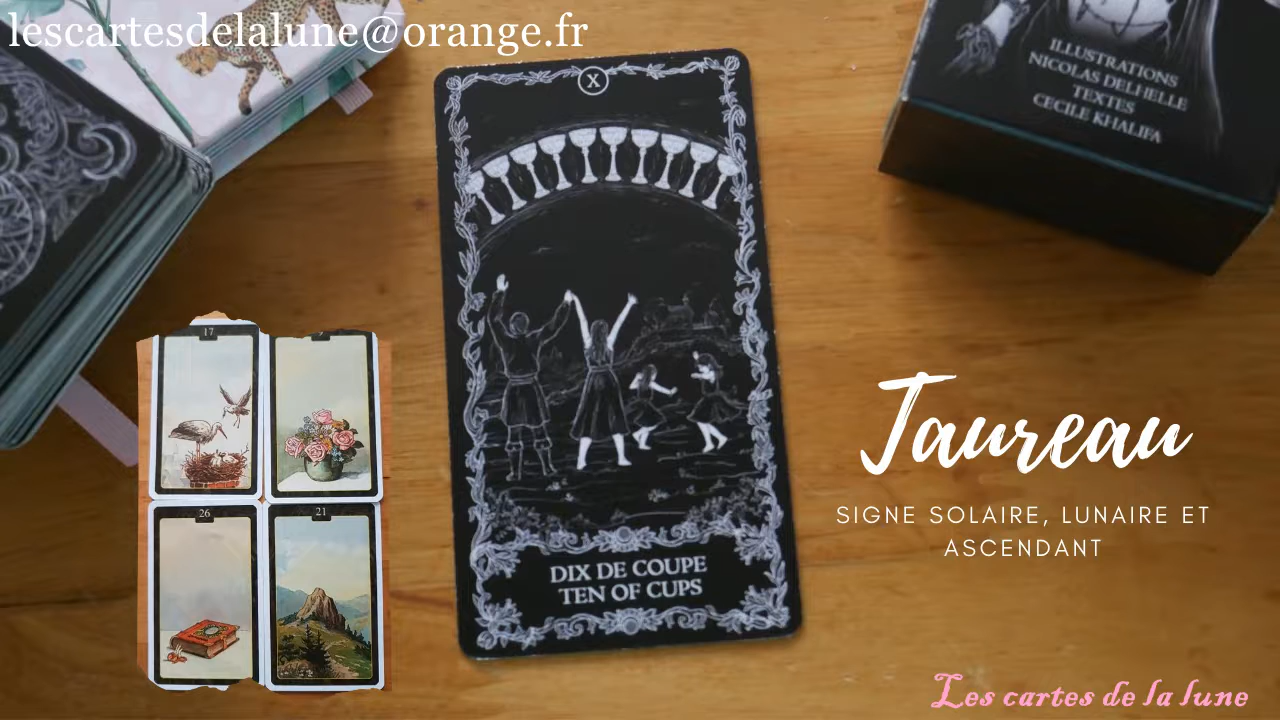 lescartesdelalune@orange.fr
X
ILLUSTRATIONS
NICOLAS DELHELLE
TEXTES
CECILE KHALIFA
17
26
21
Taureau
SIGNE SOLAIRE, LUNAIRE ET
ASCENDANT
DIX DE COUPE
TEN OF CUPS
Les cartes de la lune